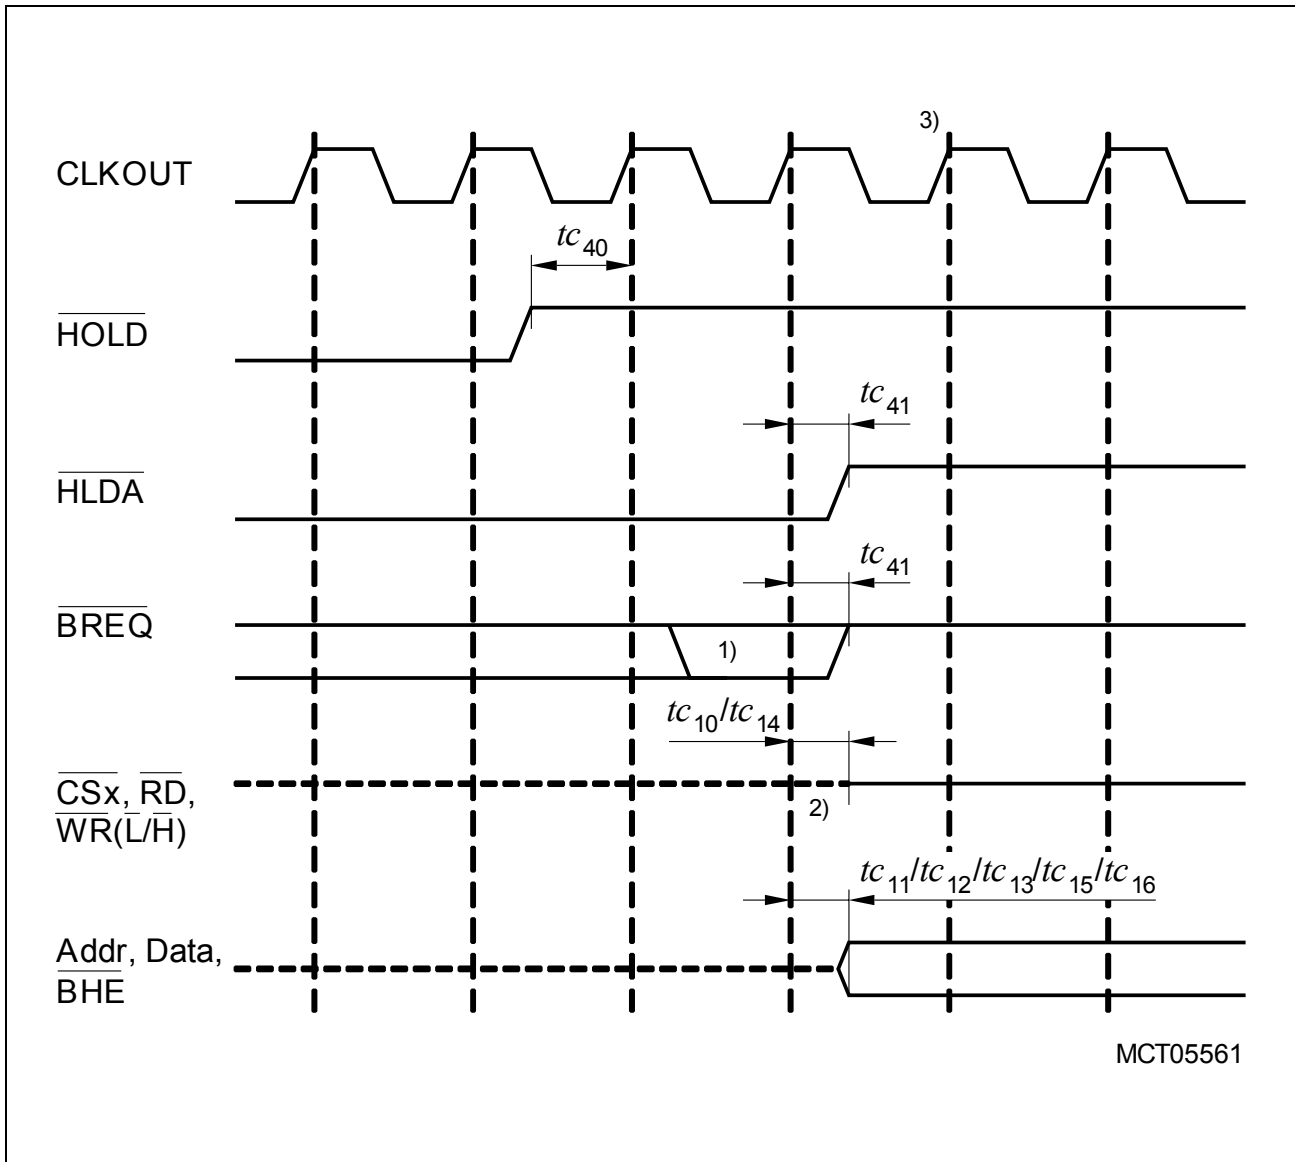 3)
CLKOUT
tc40
HOLD
tc41
HLDA
tc41
BREQ
1)
tc10/tc14
CSx, RD,
WR(L/H)
2)
tc11/tc12/tc13/tc15/tc16
Addr, Data,
BHE
MCT05561